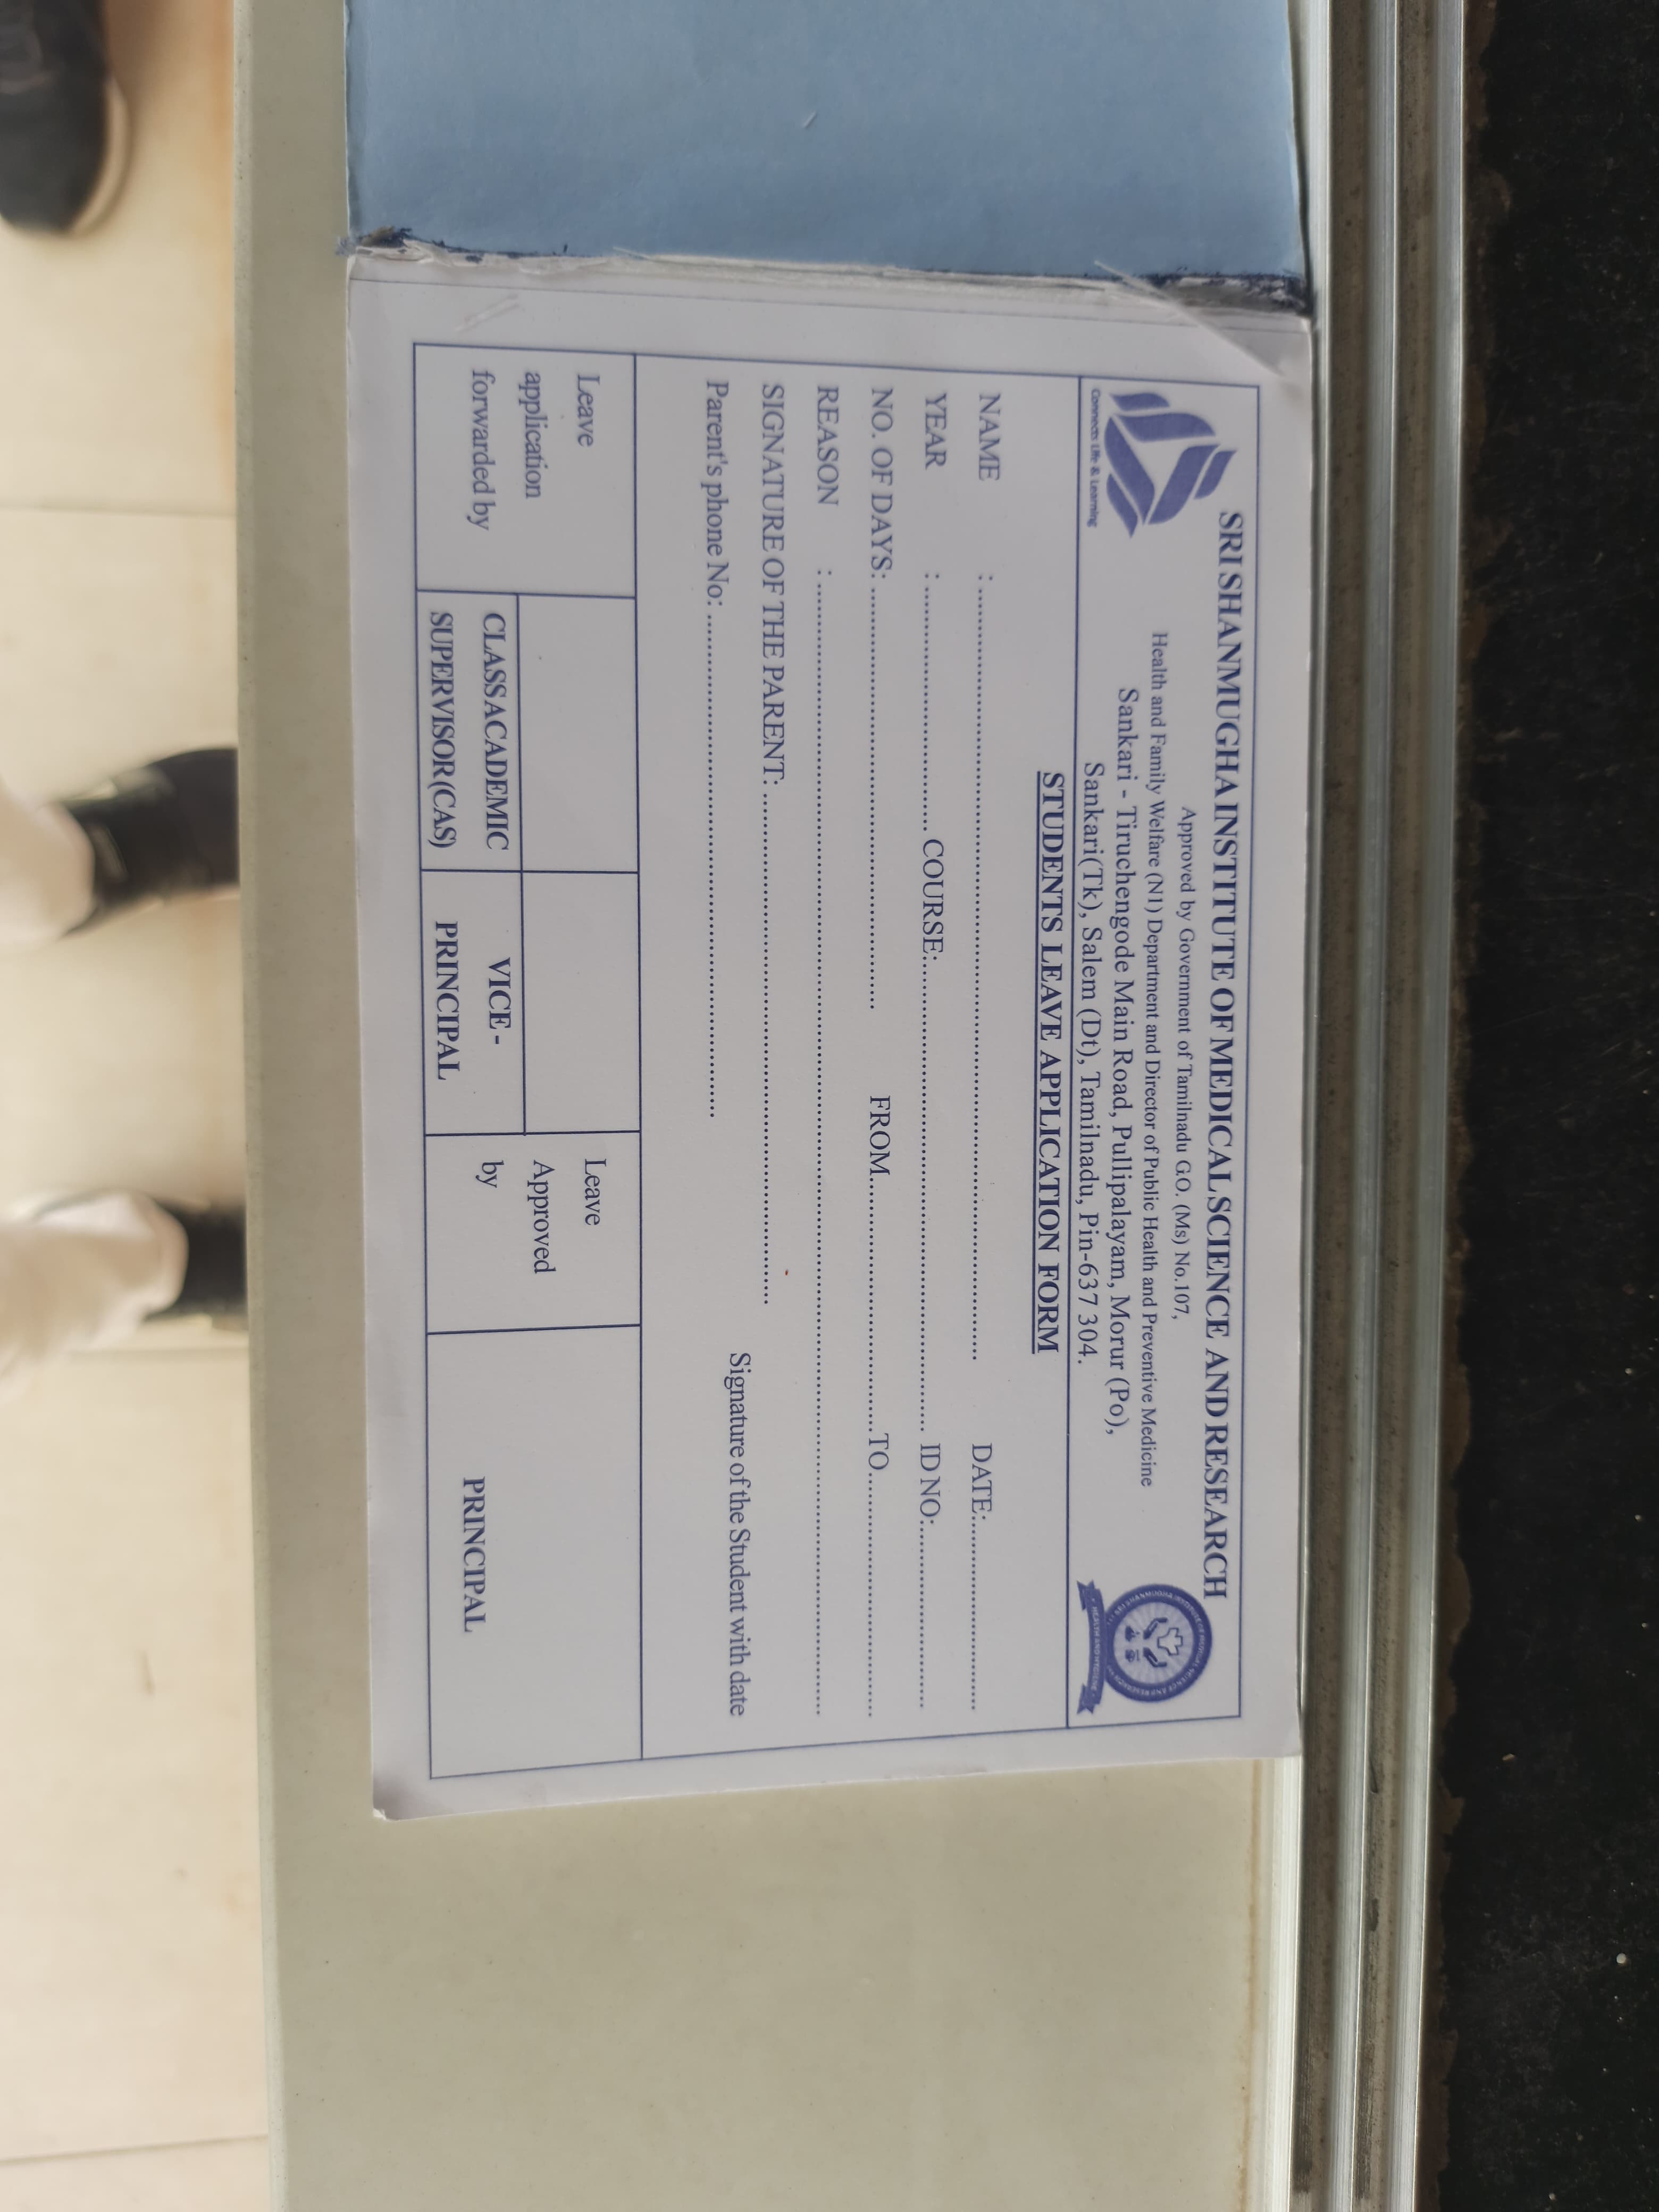 SRI SHANMUGHA INSTITUTE OF MEDICAL SCIENCE AND RESEARCH
Approved by Government of Tamilnadu G.O. (Ms) No.107,
Health and Family Welfare (N1) Department and Director of Public Health and Preventive Medicine
Sankari - Tiruchengode Main Road, Pullipalayam, Morur (Po),
Sankari(Tk), Salem (Dt), Tamilnadu, Pin-637 304.
Connects Life & Learning
HEALTH AND HYGIENE
STUDENTS LEAVE APPLICATION FORM
NAME : DATE:
YEAR : COURSE: ID NO:
NO. OF DAYS: FROM TO
REASON :
SIGNATURE OF THE PARENT:
Parent's phone No:
Signature of the Student with date
Leave
application
forwarded by
CLASS ACADEMIC
SUPERVISOR(CAS)
VICE-
PRINCIPAL
Leave
Approved
by
PRINCIPAL